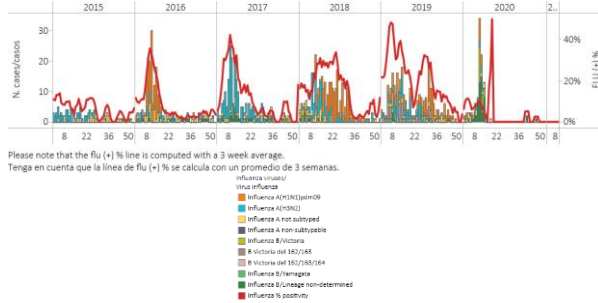 2015 2016 2017 2018 2019 2020 2..
30
20
10
0
N. cases/casos
40%
20%
0%
FLU (+) %
8 22 36 50 8 22 36 50 8 22 36 50 8 22 36 50 8 22 36 50 8 22 36 50 8
Please note that the flu (+) % line is computed with a 3 week average.
Tenga en cuenta que la línea de flu (+) % se calcula con un promedio de 3 semanas.
Influenza viruses/
Virus influenza
Influenza A(H1N1)pdm09
Influenza A(H3N2)
Influenza A not subtyped
Influenza A non-subtypable
Influenza B/Victoria
B Victoria del 162/163
B Victoria del 162/163/164
Influenza B/Yamagata
Influenza B/Lineage non-determined
Influenza % positivity